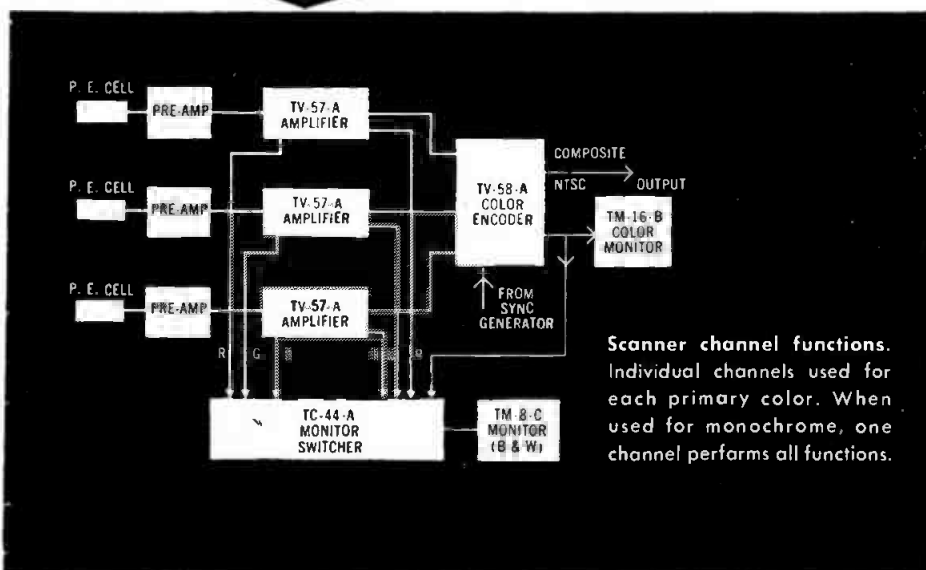 P. E. CELL
PRE-AMP
TV-57-A
AMPLIFIER
P. E. CELL
PRE-AMP
TV-57-A
AMPLIFIER
P. E. CELL
PRE-AMP
TV-57-A
AMPLIFIER
TV-58-A
COLOR
ENCODER
COMPOSITE
NTSC OUTPUT
TM-16-B
COLOR
MONITOR
FROM
SYNC
GENERATOR
R G
TC-44-A
MONITOR
SWITCHER
TM-8-C
MONITOR
(B & W)
Scanner channel functions.
Individual channels used for
each primary color. When
used for monochrome, one
channel perfarms all functions.